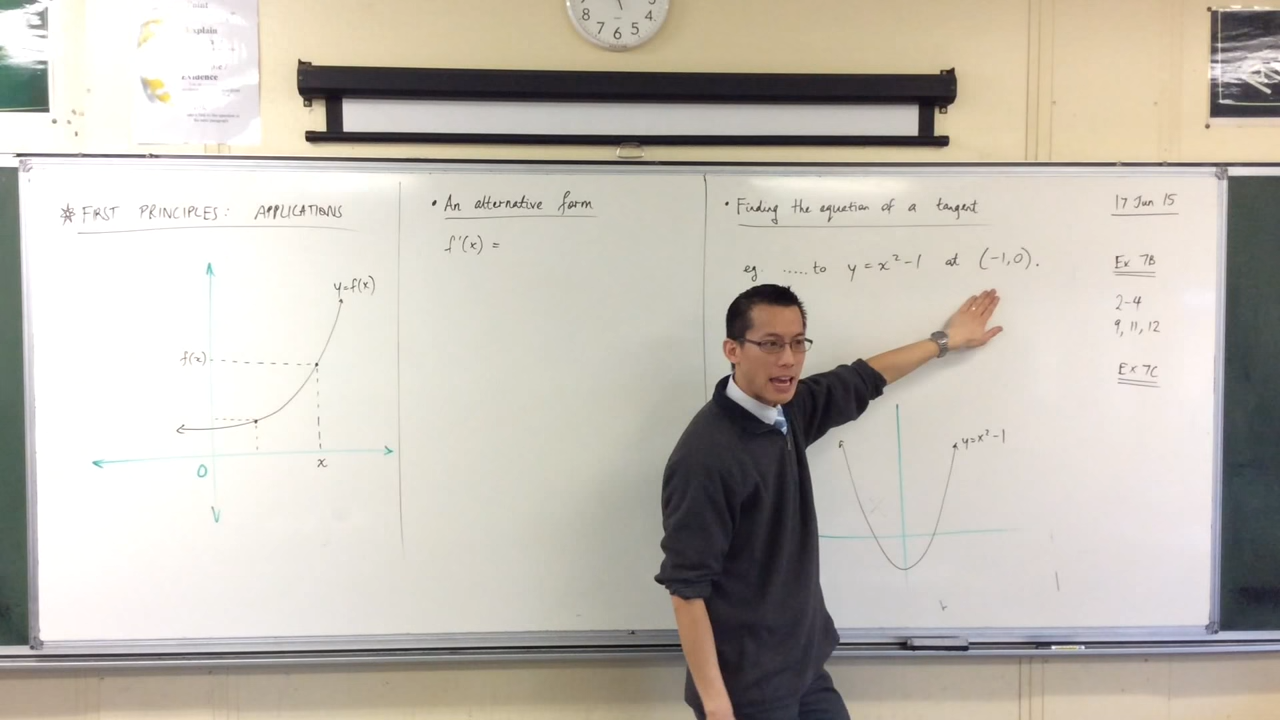 8 7 6 5 4
xplain
* FIRST PRINCIPLES: APPLICATIONS
y=f(x)
f(x)
O
x
• An alternative form
f'(x) =
• Finding the equation of a tangent
eg. ..... to y = x² - 1 at (-1,0).
y=x²-1
17 Jun 15
Ex 7B
2-4
9, 11, 12
Ex 7C